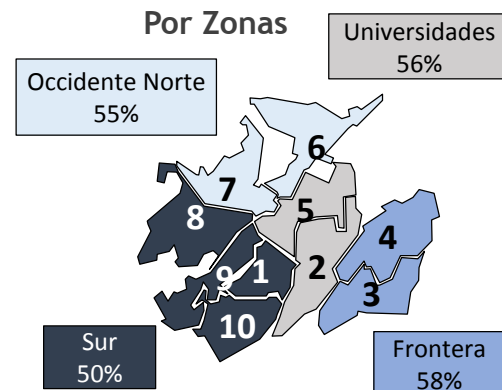 Por Zonas
Universidades
56%
Occidente Norte
55%
6
7
5
8
4
2
9
1
3
10
Sur
50%
Frontera
58%